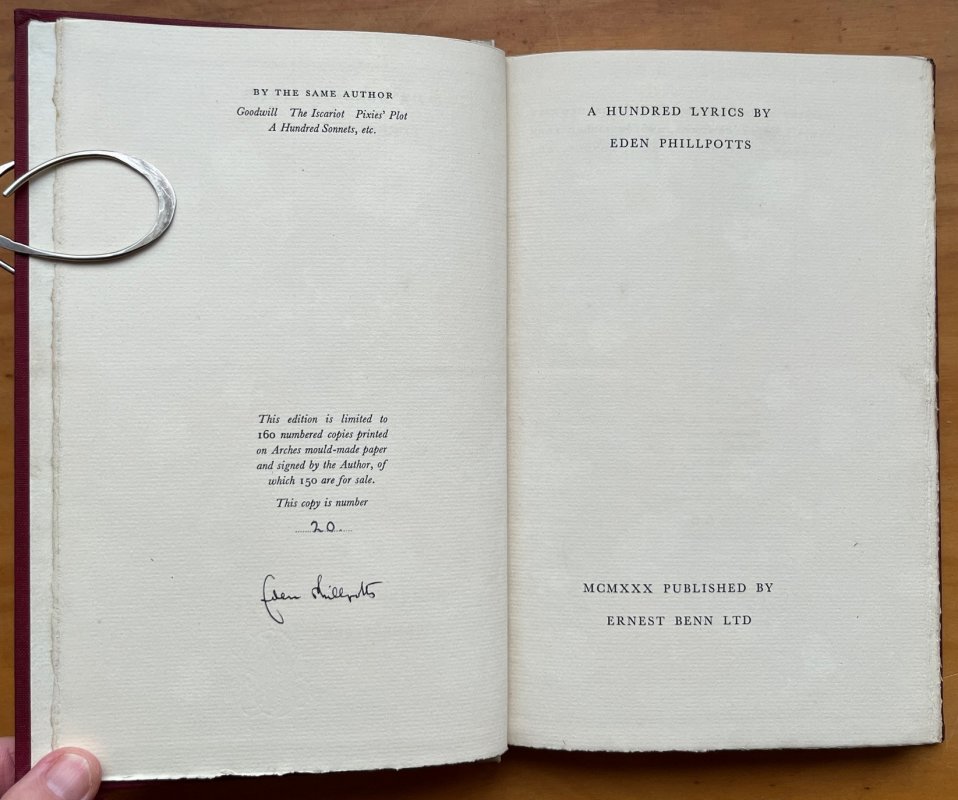 BY THE SAME AUTHOR
Goodwill The Iscariot Pixies' Plot
A Hundred Sonnets, etc.
This edition is limited to
160 numbered copies printed
on Arches mould-made paper
and signed by the Author, of
which 150 are for sale.
This copy is number
20
Eden Phillpotts
A HUNDRED LYRICS BY
EDEN PHILLPOTTS
MCMXXX PUBLISHED BY
ERNEST BENN LTD